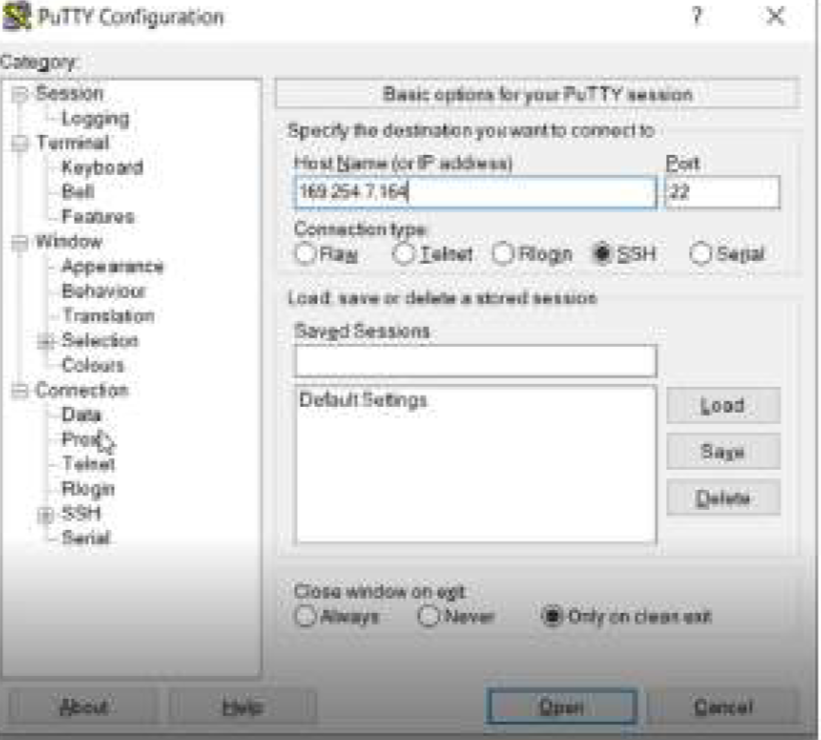 PuTTY Configuration
?
Category:
Session
Logging
Terminal
Keyboard
Bell
Features
Window
Appearance
Behaviour
Translation
Selection
Colours
Connection
Data
Telnet
Rlogin
SSH
Serial
Basic options for your PuTTY session
Specify the destination you want to connect to
Host Name (or IP address) Port
169.254.7.164 22
Connection type:
Raw Telnet Rlogin SSH Serial
Load, save or delete a stored session
Saved Sessions
Default Settings
Load
Save
Delete
Close window on exit:
Always Never Only on clean exit
About Help Open Cancel